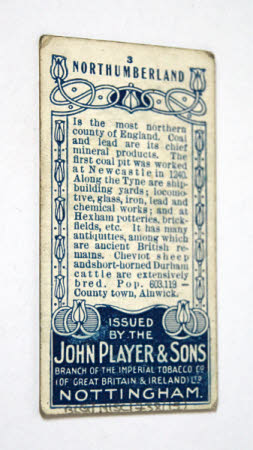 3
NORTHUMBERLAND
Is the most northern
county of England. Coal
and lead are its chief
mineral products. The
first coal pit was worked
at Newcastle in 1240.
Along the Tyne are ship-
building yards; locomo-
tive, glass, iron, lead and
chemical works; and at
Hexham potteries, brick-
fields, etc. It has many
antiquities, among which
are ancient British re-
mains. Cheviot sheep
andshort-horned Durham
cattle are extensively
bred. Pop. 603,119—
County town, Alnwick.
ISSUED
BY THE
JOHN PLAYER & SONS
BRANCH OF THE IMPERIAL TOBACCO CO
(OF GREAT BRITAIN & IRELAND) LTD
NOTTINGHAM.